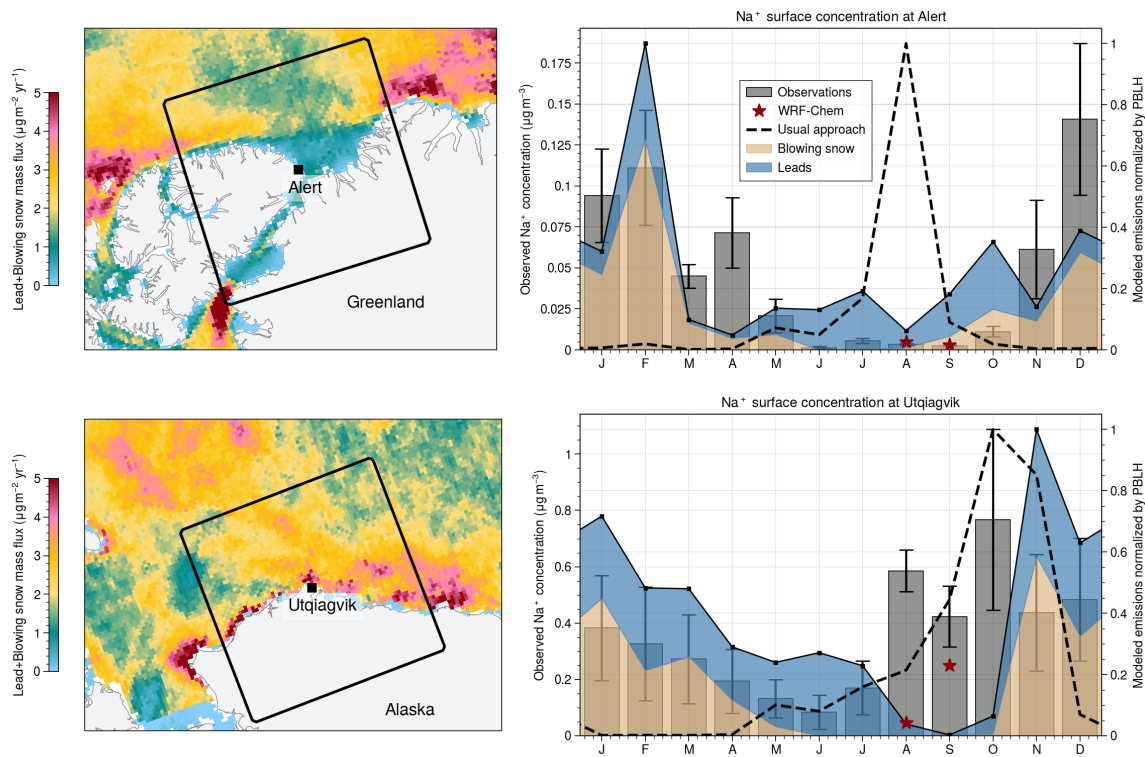 Lead+Blowing snow mass flux (µg m⁻² yr⁻¹)
5
4
3
2
1
0
Alert
Greenland
Na⁺ surface concentration at Alert
Observed Na⁺ concentration (µg m⁻³)
0.175
0.15
0.125
0.1
0.075
0.05
0.025
0
Observations
WRF-Chem
Usual approach
Blowing snow
Leads
J F M A M J J A S O N D
1
0.8
0.6
0.4
0.2
0
Modeled emissions normalized by PBLH
Lead+Blowing snow mass flux (µg m⁻² yr⁻¹)
5
4
3
2
1
0
Utqiagvik
Alaska
Na⁺ surface concentration at Utqiagvik
Observed Na⁺ concentration (µg m⁻³)
1
0.8
0.6
0.4
0.2
0
J F M A M J J A S O N D
1
0.8
0.6
0.4
0.2
0
Modeled emissions normalized by PBLH